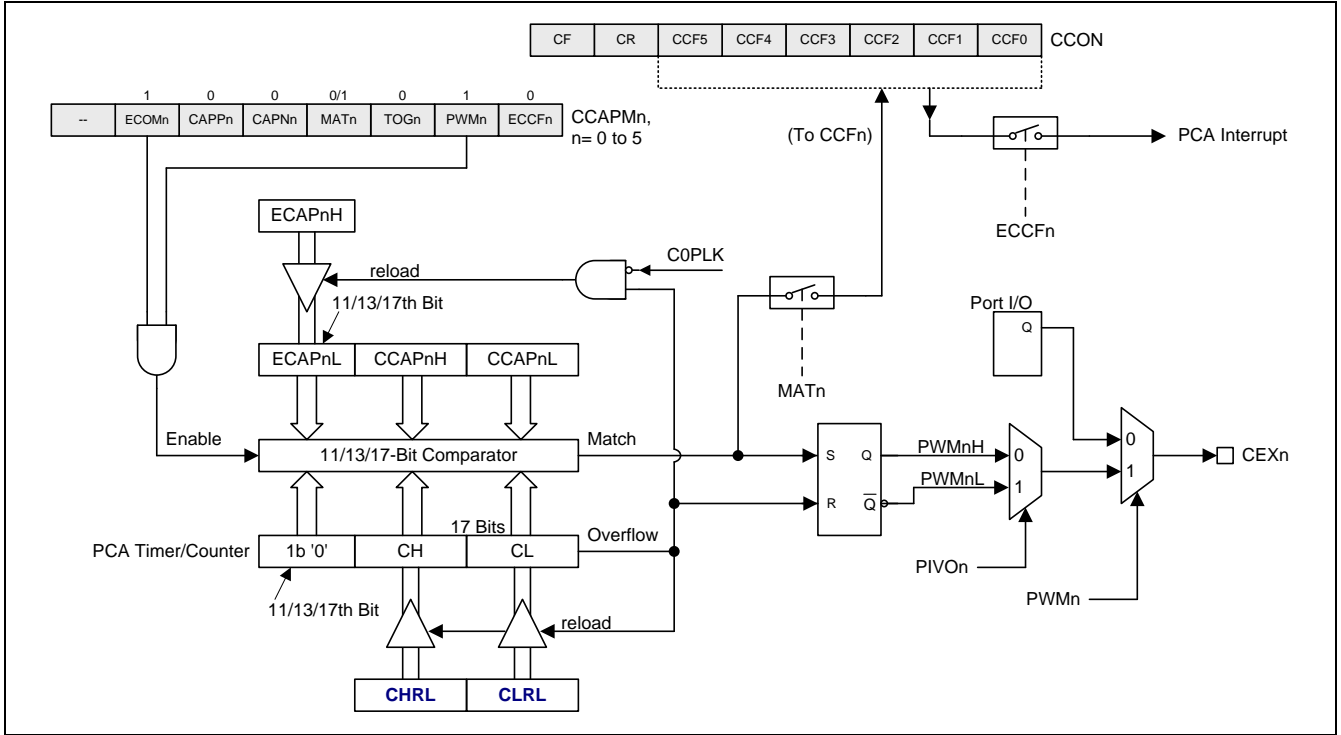 CF CR CCF5 CCF4 CCF3 CCF2 CCF1 CCF0 CCON
1 0 0 0/1 0 1 0
-- ECOMn CAPPn CAPNn MATn TOGn PWMn ECCFn
CCAPMn,
n= 0 to 5
(To CCFn)
PCA Interrupt
ECCFn
ECAPnH
C0PLK
reload
11/13/17th Bit
Port I/O
Q
ECAPnL CCAPnH CCAPnL
MATn
Enable
11/13/17-Bit Comparator
Match
S Q
R Q
PWMnH
PWMnL
0
1
0
1
CEXn
17 Bits
Overflow
PCA Timer/Counter
1b '0' CH CL
PIVOn
PWMn
11/13/17th Bit
reload
CHRL CLRL